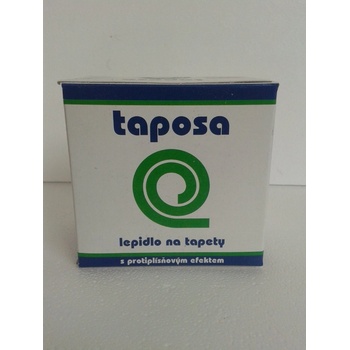 taposa
lepidlo na tapety
s protiplísňovým efektem